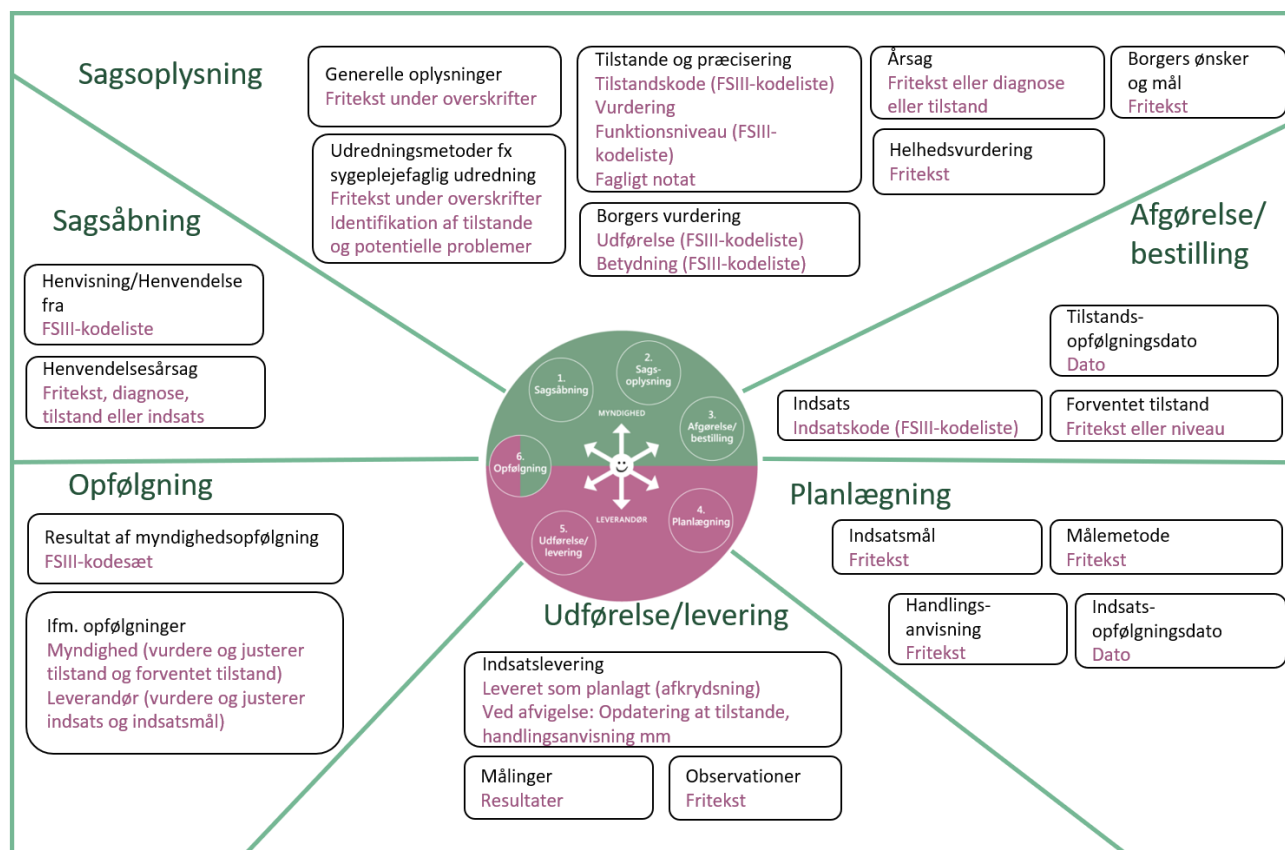 Sagsoplysning
Generelle oplysninger
Fritekst under overskrifter
Udredningsmetoder fx
sygeplejefaglig udredning
Fritekst under overskrifter
Identifikation af tilstande
og potentielle problemer
Tilstande og præcisering
Tilstandskode (FSIII-kodeliste)
Vurdering
Funktionsniveau (FSIII-
kodeliste)
Fagligt notat
Borgers vurdering
Udførelse (FSIII-kodeliste)
Betydning (FSIII-kodeliste)
Årsag
Fritekst eller diagnose
eller tilstand
Helhedsvurdering
Fritekst
Borgers ønsker
og mål
Fritekst
Sagsåbning
Henvisning/Henvendelse
fra
FSIII-kodeliste
Henvendelsesårsag
Fritekst, diagnose,
tilstand eller indsats
Afgørelse/
bestilling
Tilstands-
opfølgningsdato
Dato
Indsats
Indsatskode (FSIII-kodeliste)
Forventet tilstand
Fritekst eller niveau
1.
Sagsåbning
2.
Sags-
oplysning
3.
Afgørelse/
bestilling
MYNDIGHED
6.
Opfølgning
LEVERANDØR
4.
Planlægning
5.
Udførelse/
levering
Opfølgning
Resultat af myndighedsopfølgning
FSIII-kodesæt
Ifm. opfølgninger
Myndighed (vurdere og justerer
tilstand og forventet tilstand)
Leverandør (vurdere og justerer
indsats og indsatsmål)
Planlægning
Indsatsmål
Fritekst
Målemetode
Fritekst
Handlings-
anvisning
Fritekst
Indsats-
opfølgningsdato
Dato
Udførelse/levering
Indsatslevering
Leveret som planlagt (afkrydsning)
Ved afvigelse: Opdatering at tilstande,
handlingsanvisning mm
Målinger
Resultater
Observationer
Fritekst